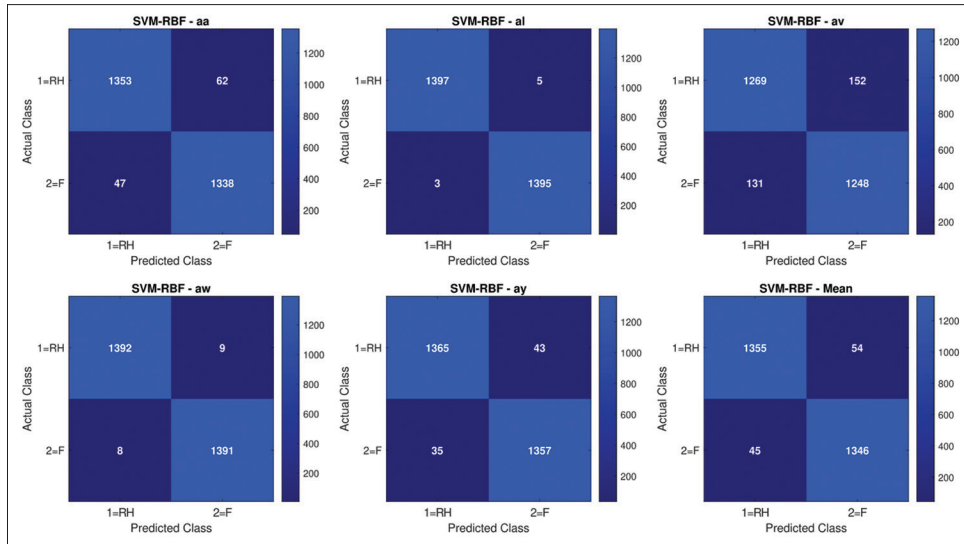 SVM-RBF - aa
1=RH
1353
62
2=F
47
1338
1=RH
2=F
Predicted Class
Actual Class
1200
1000
800
600
400
200
SVM-RBF - al
1=RH
1397
5
2=F
3
1395
1=RH
2=F
Predicted Class
Actual Class
1200
1000
800
600
400
200
SVM-RBF - av
1=RH
1269
152
2=F
131
1248
1=RH
2=F
Predicted Class
Actual Class
1200
1000
800
600
400
200
SVM-RBF - aw
1=RH
1392
9
2=F
8
1391
1=RH
2=F
Predicted Class
Actual Class
1200
1000
800
600
400
200
SVM-RBF - ay
1=RH
1365
43
2=F
35
1357
1=RH
2=F
Predicted Class
Actual Class
1200
1000
800
600
400
200
SVM-RBF - Mean
1=RH
1355
54
2=F
45
1346
1=RH
2=F
Predicted Class
Actual Class
1200
1000
800
600
400
200